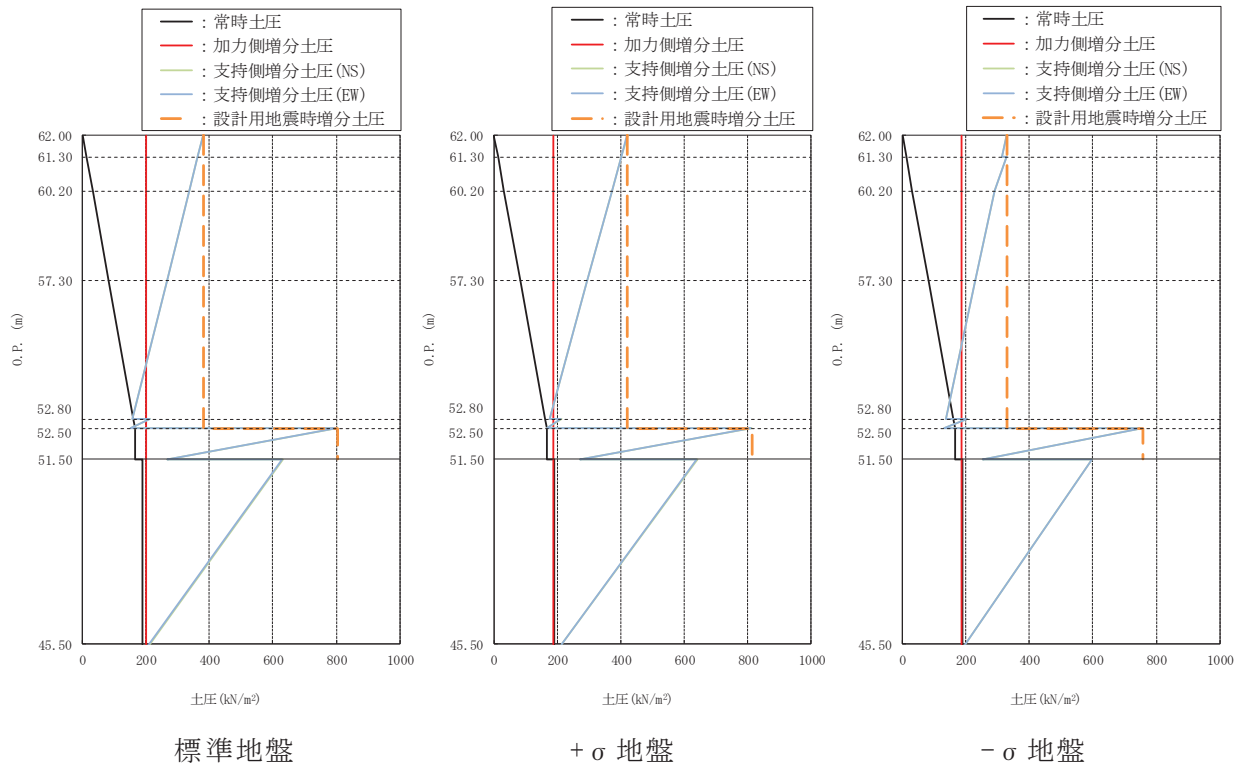 ：常時土圧
：加力側増分土圧
：支持側増分土圧(NS)
：支持側増分土圧(EW)
：設計用地震時増分土圧
62.00
61.30
60.20
57.30
52.80
52.50
51.50
45.50
O.P. (m)
0 200 400 600 800 1000
土圧(kN/m²)
標準地盤
：常時土圧
：加力側増分土圧
：支持側増分土圧(NS)
：支持側増分土圧(EW)
：設計用地震時増分土圧
62.00
61.30
60.20
57.30
52.80
52.50
51.50
45.50
O.P. (m)
0 200 400 600 800 1000
土圧(kN/m²)
+σ地盤
：常時土圧
：加力側増分土圧
：支持側増分土圧(NS)
：支持側増分土圧(EW)
：設計用地震時増分土圧
62.00
61.30
60.20
57.30
52.80
52.50
51.50
45.50
O.P. (m)
0 200 400 600 800 1000
土圧(kN/m²)
−σ地盤